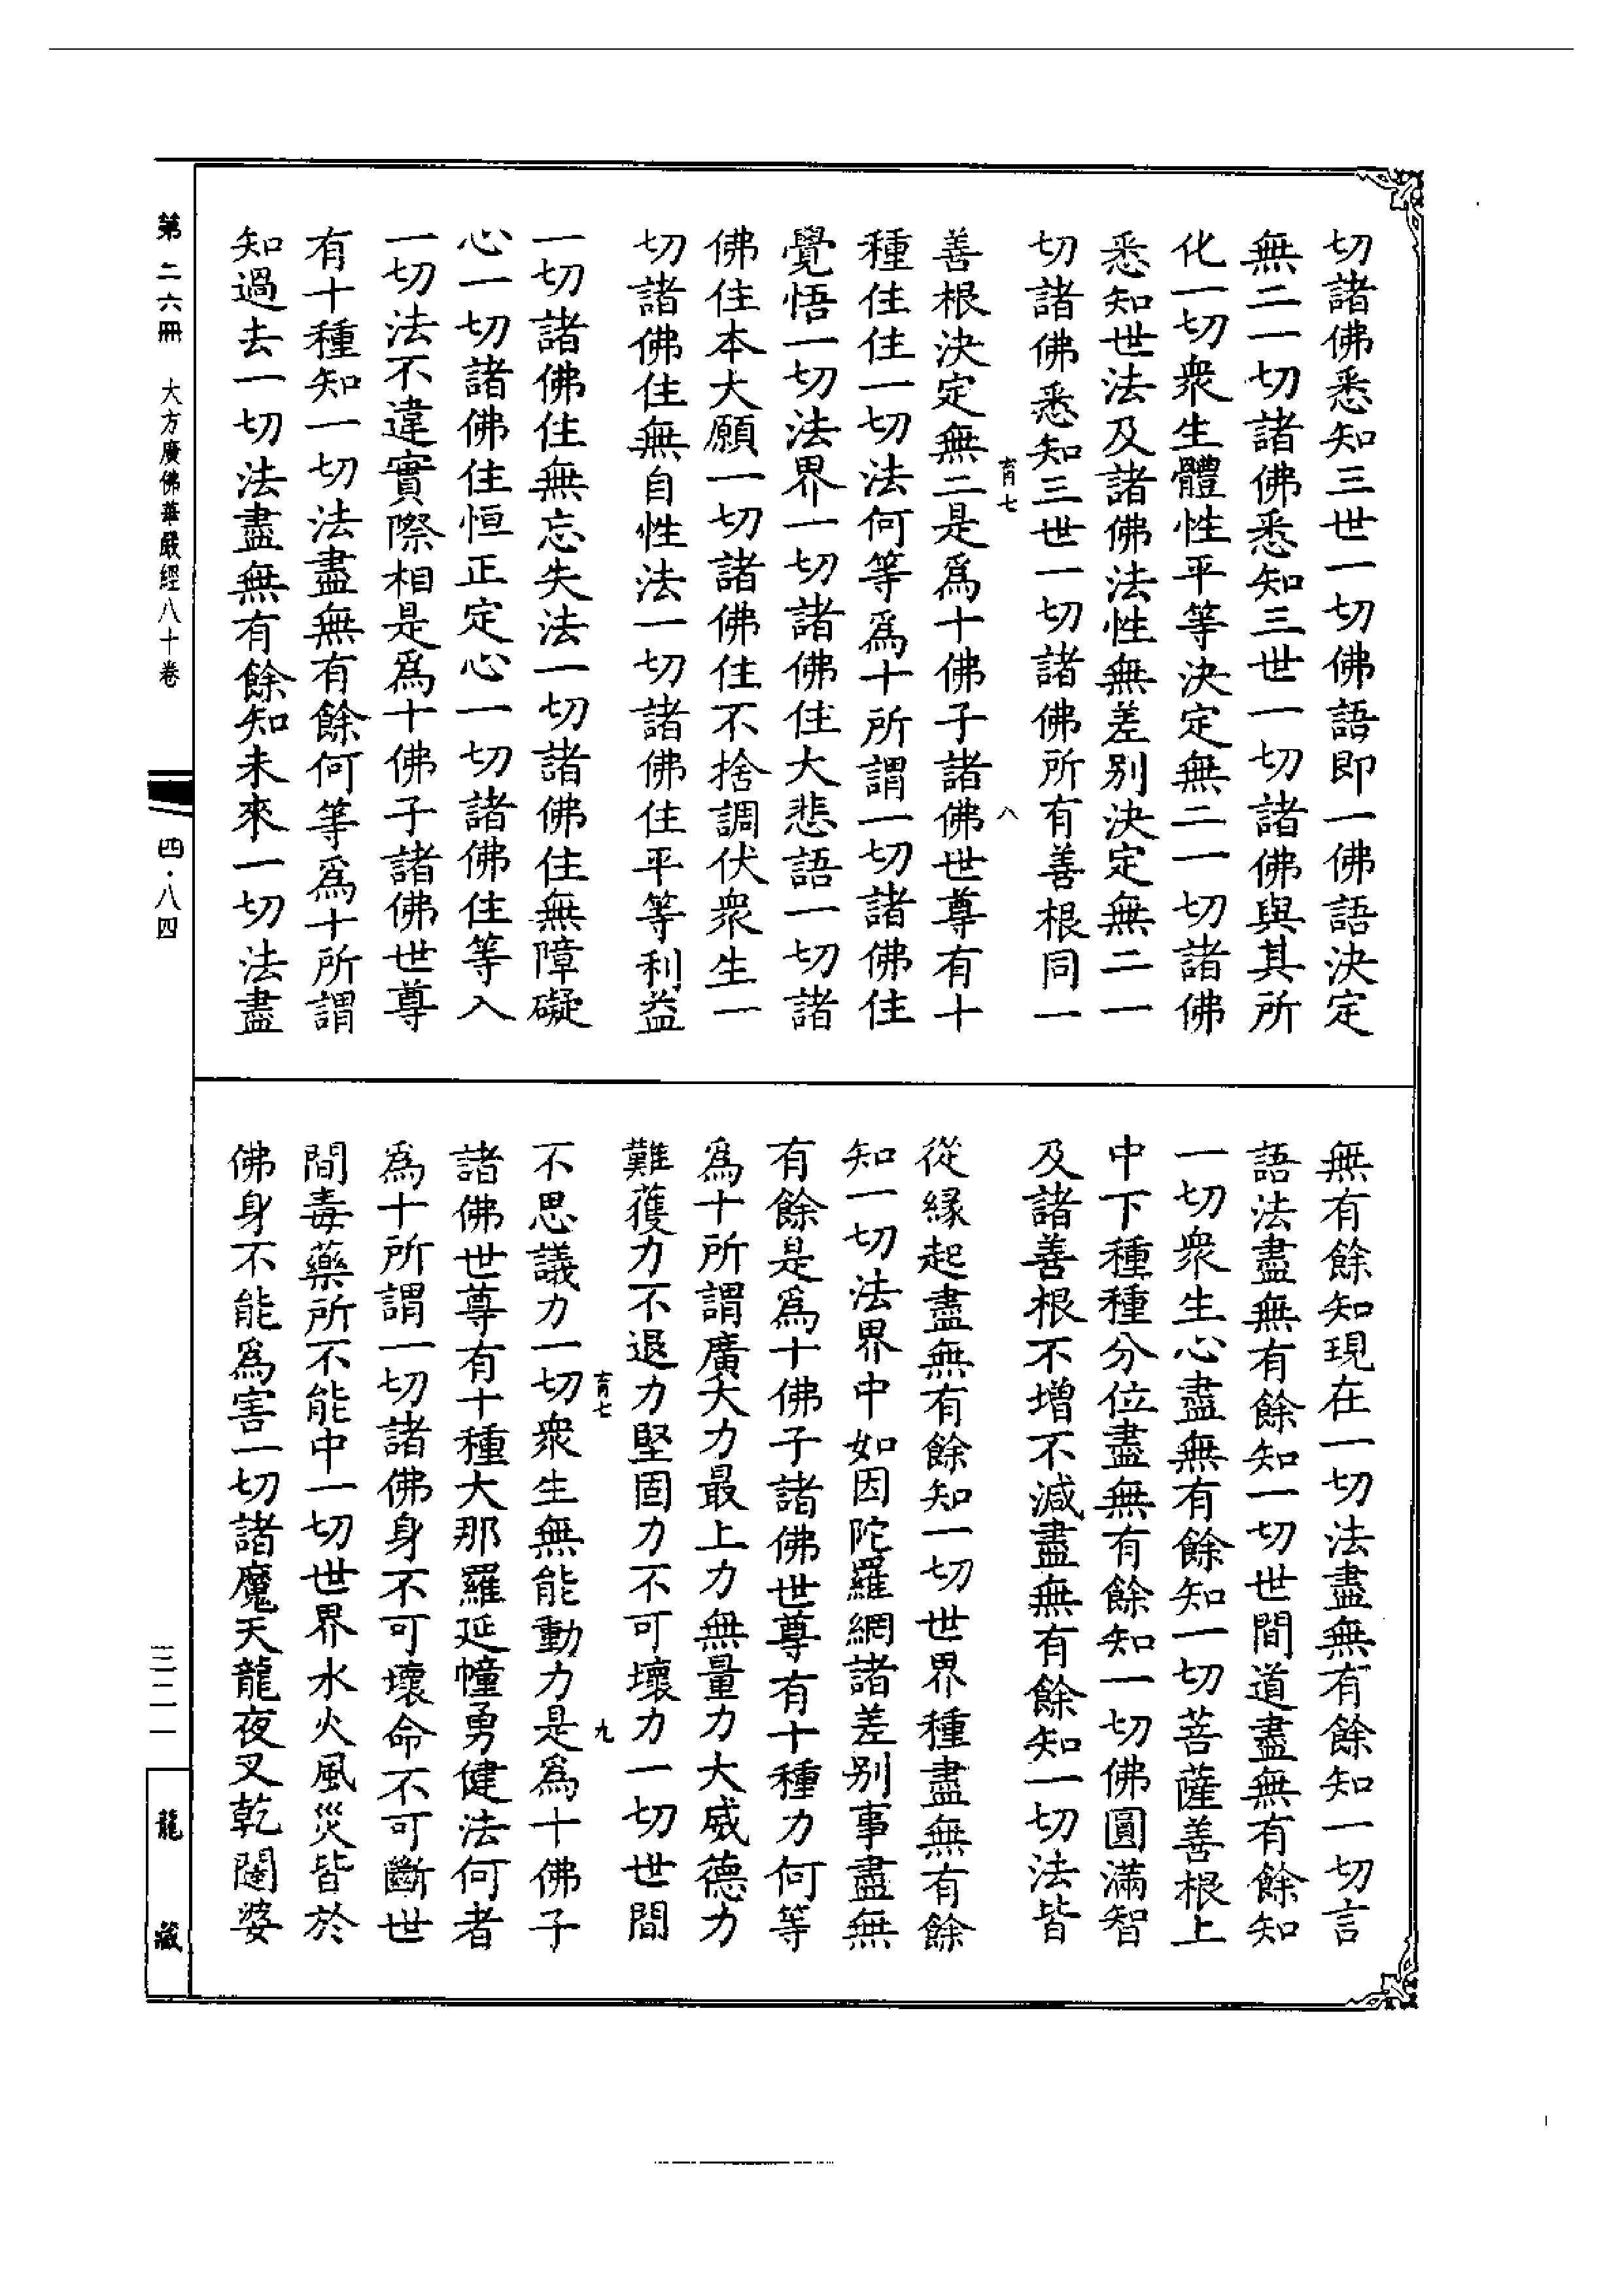 切諸佛悉知三世一切佛語即一佛語決定
無二一切諸佛悉知三世一切諸佛與其所
化一切衆生體性平等決定無二一切諸佛
悉知世法及諸佛法性無差别決定無二一
切諸佛悉知三世一切諸佛所有善根同一
育七 八
善根決定無二是爲十佛子諸佛世尊有十
種住住一切法何等爲十所謂一切諸佛住
覺悟一切法界一切諸佛住大悲語一切諸
佛住本大願一切諸佛住不捨調伏衆生一
切諸佛住無自性法一切諸佛住平等利益
一切諸佛住無忘失法一切諸佛住無障礙
心一切諸佛住恒正定心一切諸佛住等入
一切法不違實際相是爲十佛子諸佛世尊
有十種知一切法盡無有餘何等爲十所謂
知過去一切法盡無有餘知未來一切法盡
無有餘知現在一切法盡無有餘知一切言
語法盡無有餘知一切世間道盡無有餘知
一切衆生心盡無有餘知一切菩薩善根上
中下種種分位盡無有餘知一切佛圓滿智
及諸善根不增不減盡無有餘知一切法皆
從緣起盡無有餘知一切世界種盡無有餘
知一切法界中如因陀羅網諸差别事盡無
有餘是爲十佛子諸佛世尊有十種力何等
爲十所謂廣大力最上力無量力大威德力
難獲力不退力堅固力不可壞力一切世間
育七 九
不思議力一切衆生無能動力是爲十佛子
諸佛世尊有十種大那羅延幢勇健法何者
爲十所謂一切諸佛身不可壞命不可斷世
間毒藥所不能中一切世界水火風災皆於
佛身不能爲害一切諸魔天龍夜叉乾闥婆
第二六冊 大方廣佛華嚴經八十卷
四·八四
三二一
龍藏